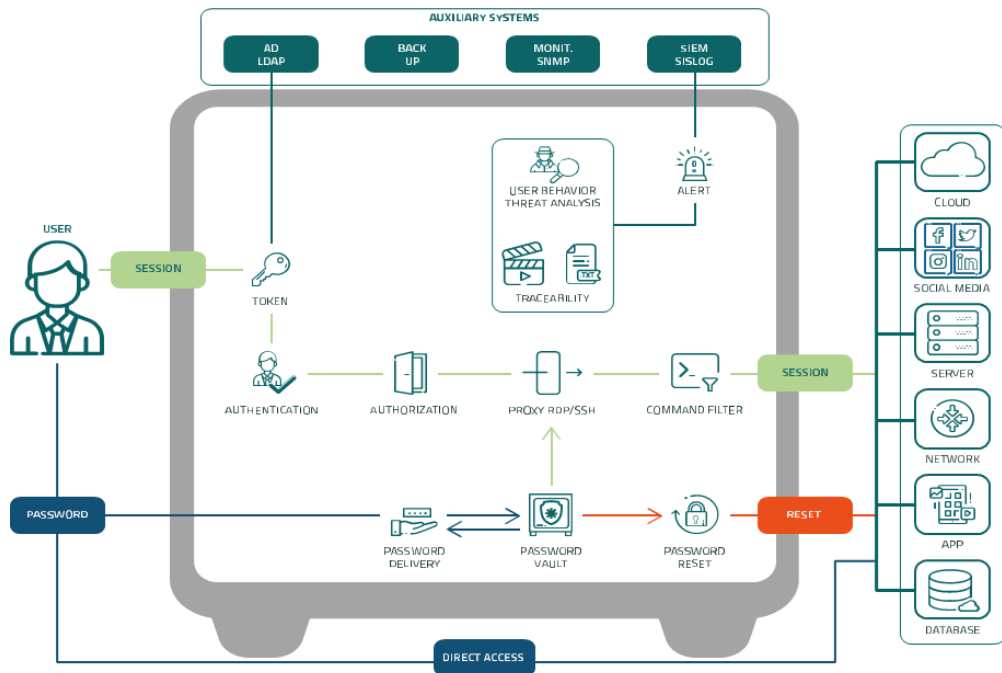 AUXILIARY SYSTEMS
AD
LDAP
BACK
UP
MONIT.
SNMP
SIEM
SISLOG
USER BEHAVIOR
THREAT ANALYSIS
ALERT
CLOUD
USER
SESSION
TOKEN
TXT
TRACEABILITY
SOCIAL MEDIA
SERVER
AUTHENTICATION
AUTHORIZATION
PROXY RDP/SSH
COMMAND FILTER
SESSION
NETWORK
PASSWORD
PASSWORD
DELIVERY
PASSWORD
VAULT
PASSWORD
RESET
RESET
APP
DATABASE
DIRECT ACCESS